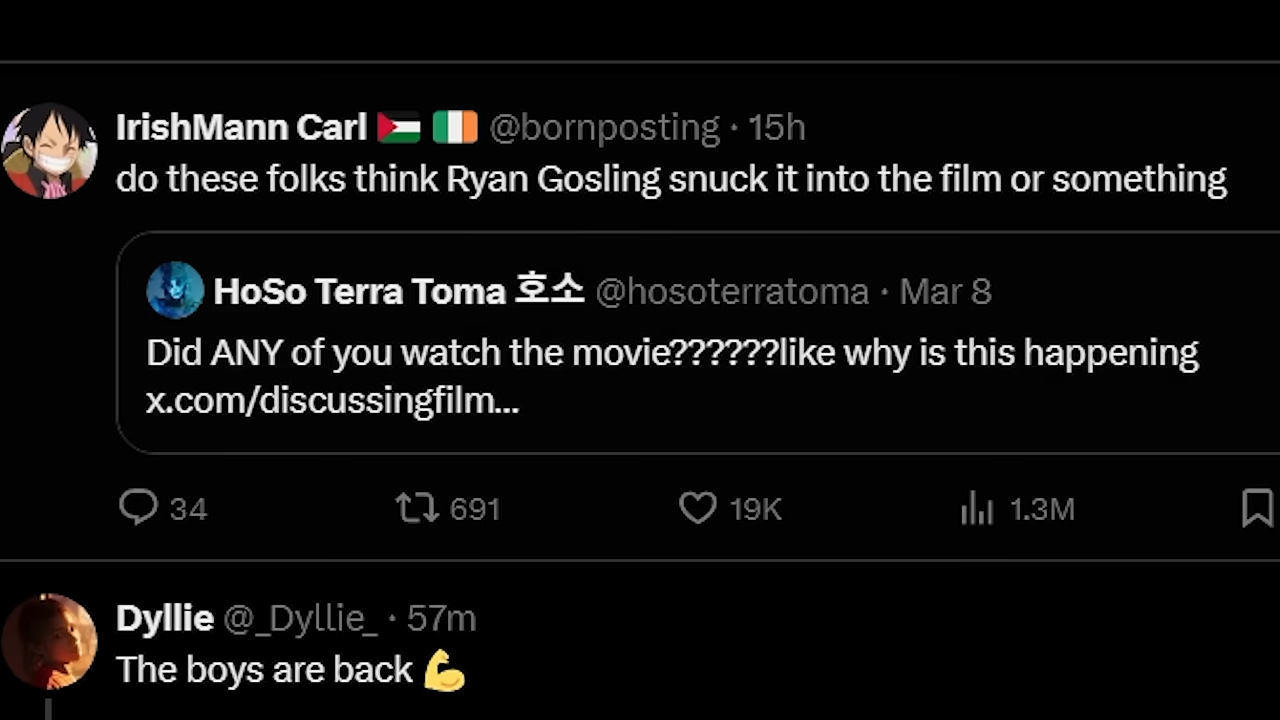 IrishMann Carl 🇵🇸 🇮🇪 @bornposting · 15h
do these folks think Ryan Gosling snuck it into the film or something
HoSo Terra Toma 호소 @hosoterratoma · Mar 8
Did ANY of you watch the movie??????like why is this happening
x.com/discussingfilm...
34 691 19K 1.3M
Dyllie @_Dyllie_ · 57m
The boys are back 💪